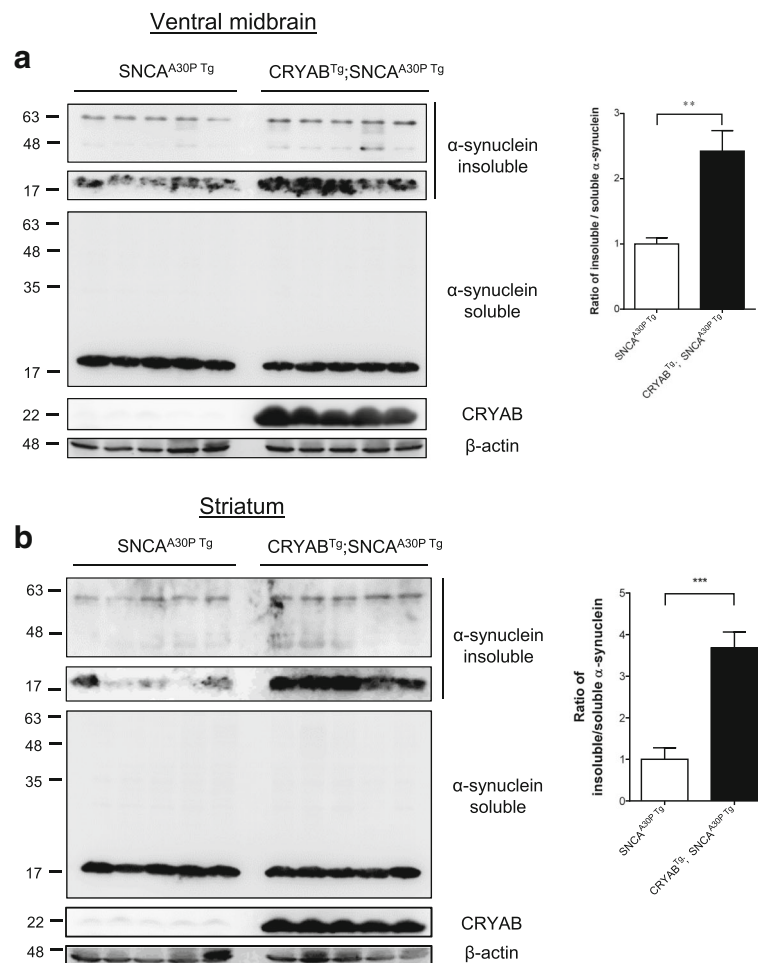 Ventral midbrain
a
SNCA^A30P Tg
CRYAB^Tg;SNCA^A30P Tg
63
48
17
α-synuclein
insoluble
63
48
35
17
α-synuclein
soluble
22
CRYAB
48
β-actin
Ratio of insoluble / soluble α-synuclein
3
2
1
0
**
SNCA^A30P Tg
CRYAB^Tg; SNCA^A30P Tg
Striatum
b
SNCA^A30P Tg
CRYAB^Tg;SNCA^A30P Tg
63
48
17
α-synuclein
insoluble
63
48
35
17
α-synuclein
soluble
22
CRYAB
48
β-actin
Ratio of
insoluble/soluble α-synuclein
5
4
3
2
1
0
***
SNCA^A30P Tg
CRYAB^Tg; SNCA^A30P Tg